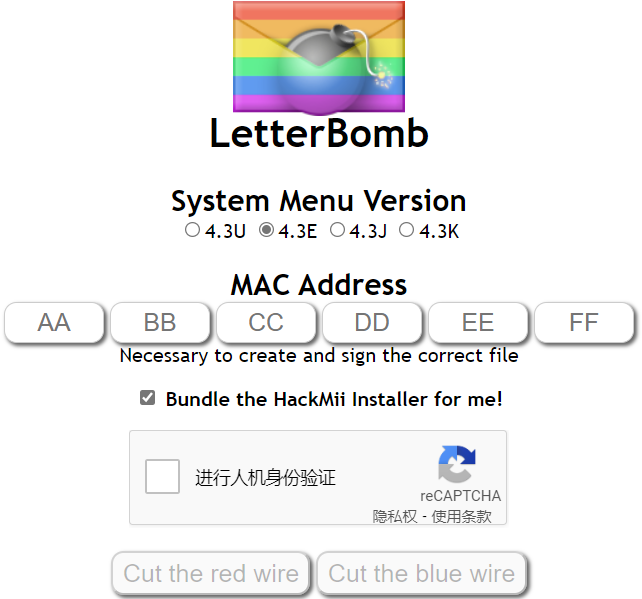 LetterBomb
System Menu Version
4.3U 4.3E 4.3J 4.3K
MAC Address
AA BB CC DD EE FF
Necessary to create and sign the correct file
Bundle the HackMii Installer for me!
进行人机身份验证
reCAPTCHA
隐私权 - 使用条款
Cut the red wire Cut the blue wire